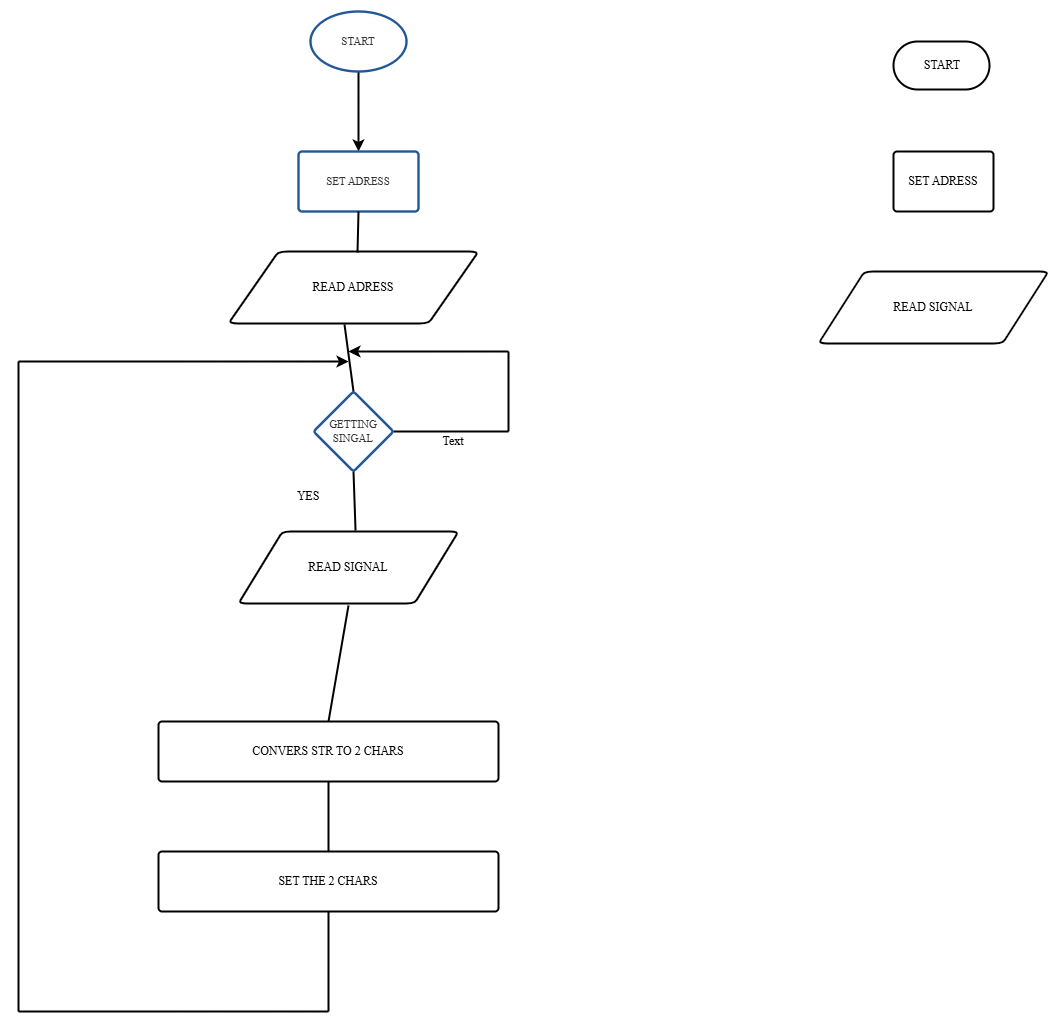 START
SET ADRESS
READ ADRESS
GETTING
SINGAL
Text
YES
READ SIGNAL
CONVERS STR TO 2 CHARS
SET THE 2 CHARS
START
SET ADRESS
READ SIGNAL